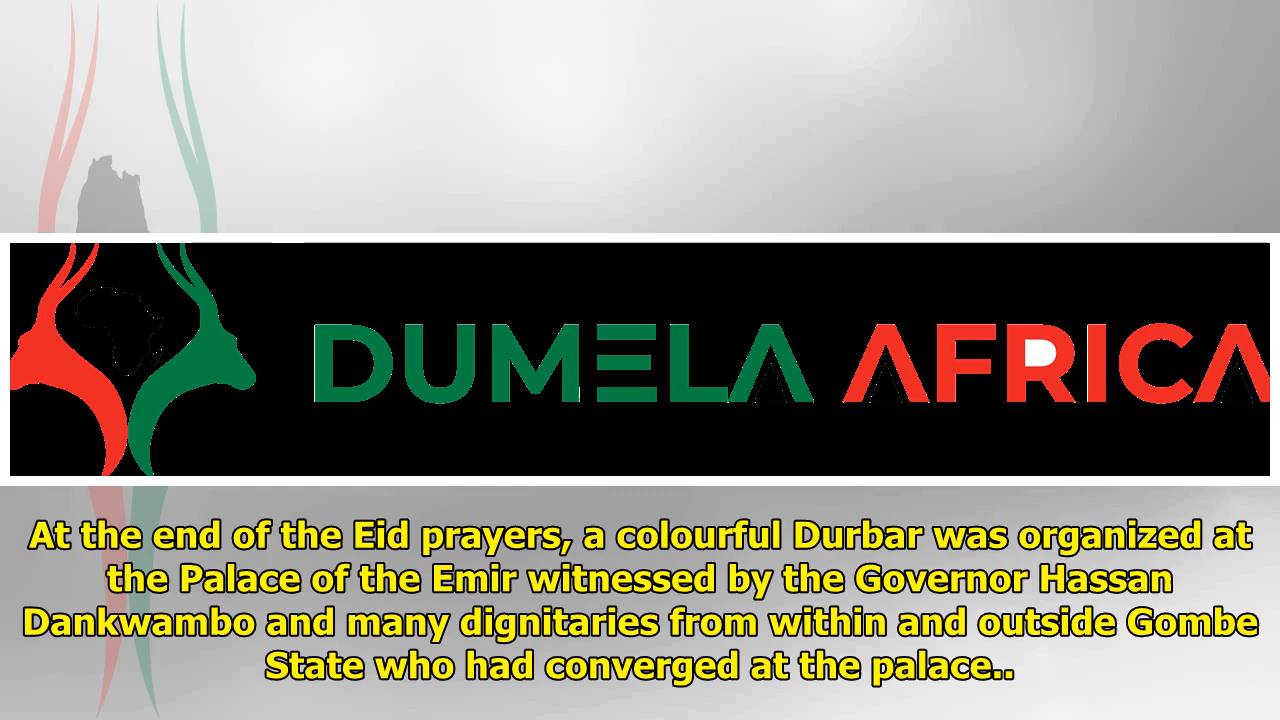 DUMELA AFRICA
At the end of the Eid prayers, a colourful Durbar was organized at
the Palace of the Emir witnessed by the Governor Hassan
Dankwambo and many dignitaries from within and outside Gombe
State who had converged at the palace..